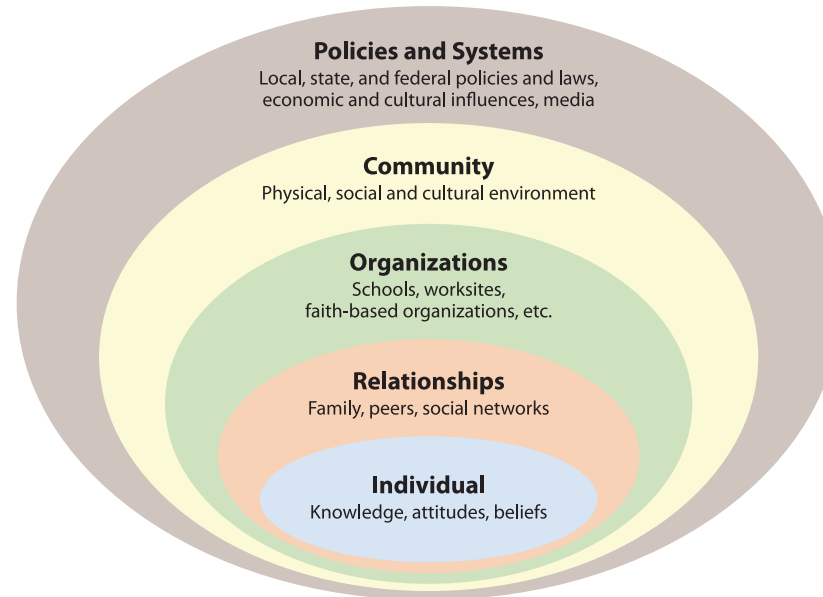 Policies and Systems
Local, state, and federal policies and laws,
economic and cultural influences, media
Community
Physical, social and cultural environment
Organizations
Schools, worksites,
faith-based organizations, etc.
Relationships
Family, peers, social networks
Individual
Knowledge, attitudes, beliefs